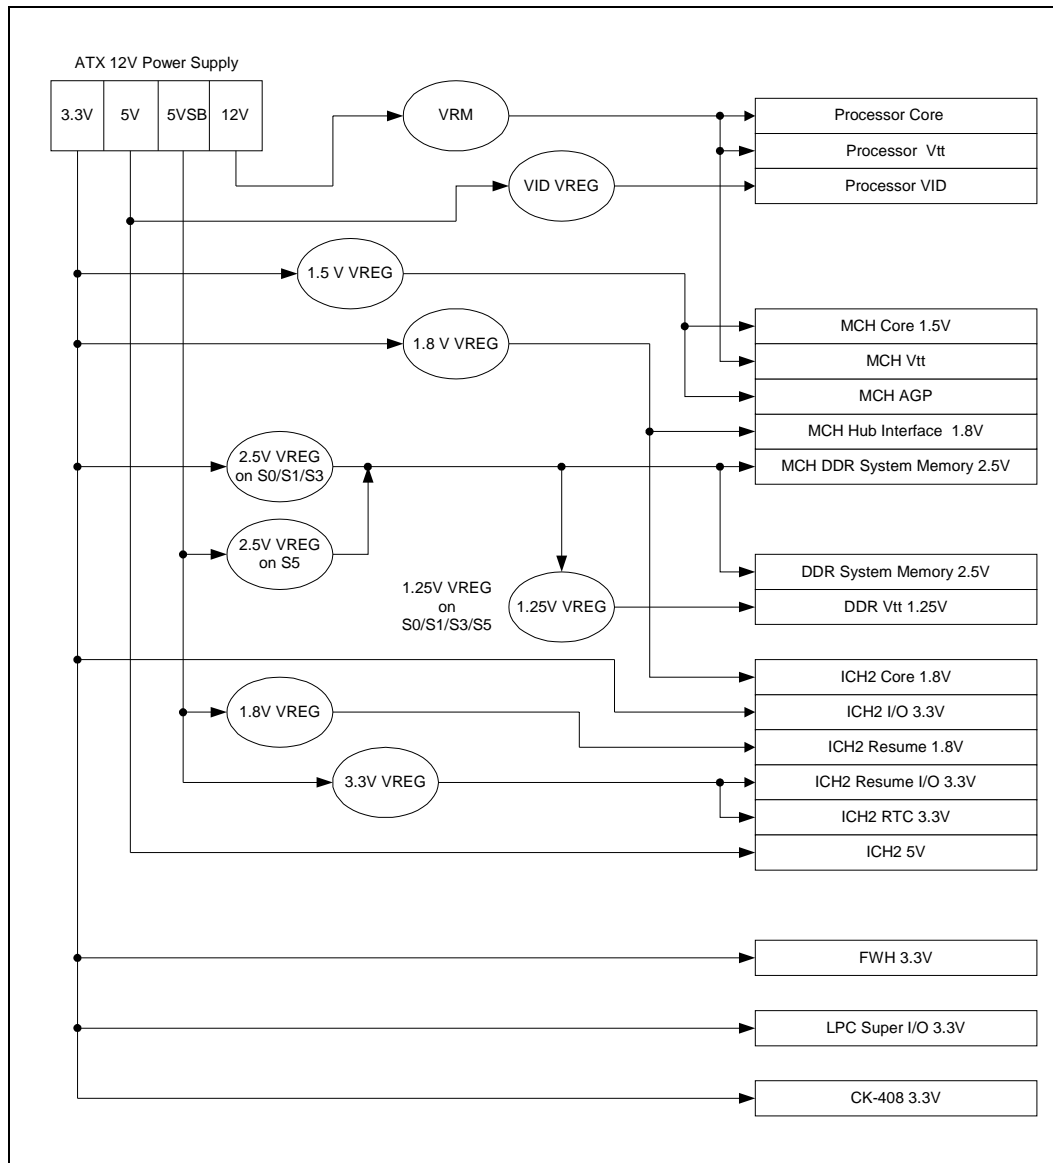 ATX 12V Power Supply
3.3V
5V
5VSB
12V
VRM
Processor Core
Processor Vtt
VID VREG
Processor VID
1.5 V VREG
MCH Core 1.5V
1.8 V VREG
MCH Vtt
MCH AGP
MCH Hub Interface 1.8V
2.5V VREG
on S0/S1/S3
MCH DDR System Memory 2.5V
2.5V VREG
on S5
DDR System Memory 2.5V
1.25V VREG
on
S0/S1/S3/S5
1.25V VREG
DDR Vtt 1.25V
ICH2 Core 1.8V
1.8V VREG
ICH2 I/O 3.3V
ICH2 Resume 1.8V
3.3V VREG
ICH2 Resume I/O 3.3V
ICH2 RTC 3.3V
ICH2 5V
FWH 3.3V
LPC Super I/O 3.3V
CK-408 3.3V